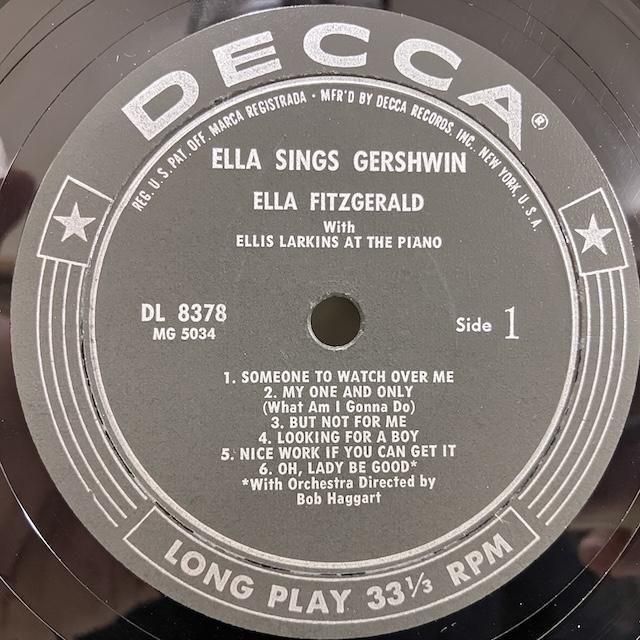 DECCA®
REG. U.S. PAT. OFF. MARCA REGISTRADA • MFR'D BY DECCA RECORDS, INC., NEW YORK, U.S.A.
ELLA SINGS GERSHWIN
ELLA FITZGERALD
With
ELLIS LARKINS AT THE PIANO
DL 8378
MG 5034
Side 1
1. SOMEONE TO WATCH OVER ME
2. MY ONE AND ONLY
(What Am I Gonna Do)
3. BUT NOT FOR ME
4. LOOKING FOR A BOY
5. NICE WORK IF YOU CAN GET IT
6. OH, LADY BE GOOD*
*With Orchestra Directed by
Bob Haggart
LONG PLAY 33⅓ RPM